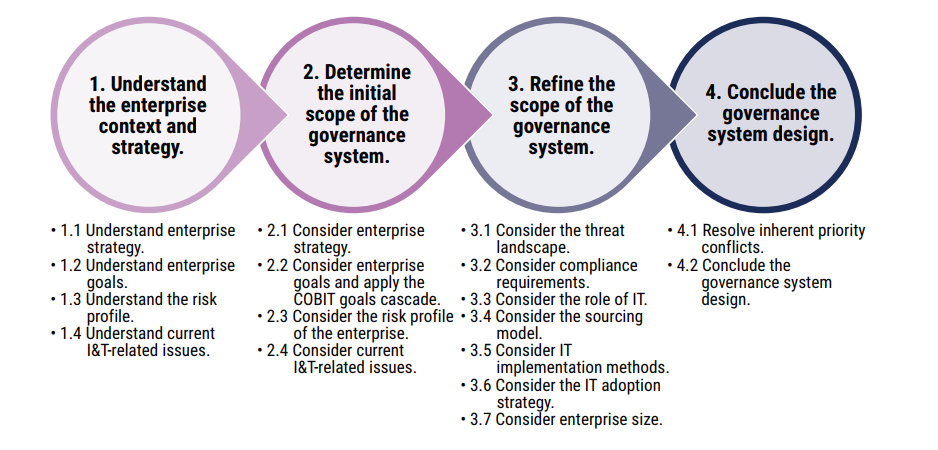 1. Understand
the enterprise
context and
strategy.
2. Determine
the initial
scope of the
governance
system.
3. Refine the
scope of the
governance
system.
4. Conclude the
governance
system design.
• 1.1 Understand enterprise
strategy.
• 1.2 Understand enterprise
goals.
• 1.3 Understand the risk
profile.
• 1.4 Understand current
I&T-related issues.
• 2.1 Consider enterprise
strategy.
• 2.2 Consider enterprise
goals and apply the
COBIT goals cascade.
• 2.3 Consider the risk profile
of the enterprise.
• 2.4 Consider current
I&T-related issues.
• 3.1 Consider the threat
landscape.
• 3.2 Consider compliance
requirements.
• 3.3 Consider the role of IT.
• 3.4 Consider the sourcing
model.
• 3.5 Consider IT
implementation methods.
• 3.6 Consider the IT adoption
strategy.
• 3.7 Consider enterprise size.
• 4.1 Resolve inherent priority
conflicts.
• 4.2 Conclude the
governance system
design.